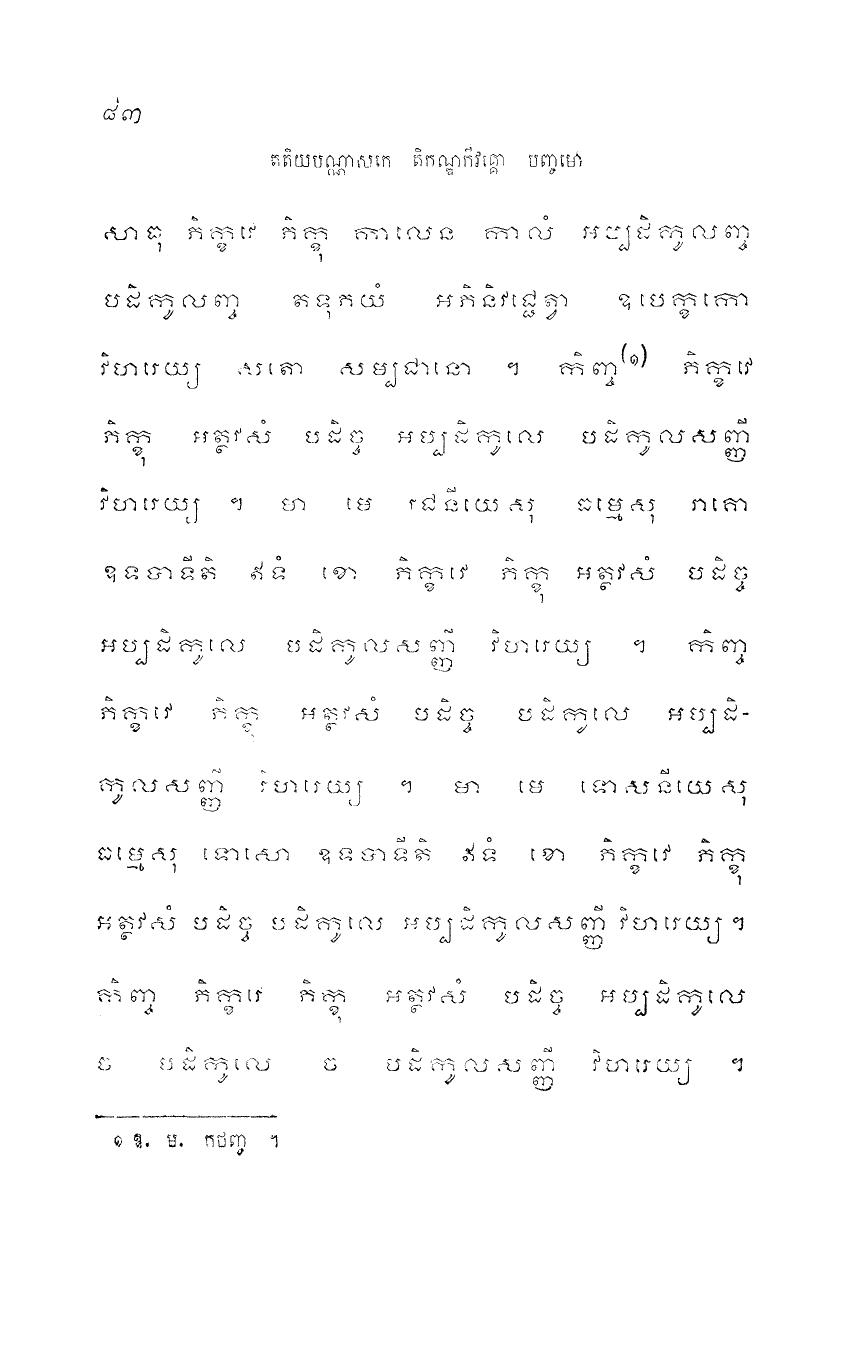 ៨៣
តតិយបណ្ណាសកេ តិកណ្ឌកីវគ្គោ បញ្ចមោ
សាធុ ភិក្ខវេ ភិក្ខុ កាលេន កាលំ អប្បដិកូលញ្ច
បដិកូលញ្ច តទុភយំ អភិនិវជ្ជេត្វា ឧបេក្ខកោ
វិហរេយ្យ សតោ សម្បជានោ ។ កិញ្ច(១) ភិក្ខវេ
ភិក្ខុ អត្ថវសំ បដិច្ច អប្បដិកូលេ បដិកូលសញ្ញី
វិហរេយ្យ ។ មា មេ រជនីយេសុ ធម្មេសុ រាគោ
ឧទបាទីតិ ឥទំ ខោ ភិក្ខវេ ភិក្ខុ អត្ថវសំ បដិច្ច
អប្បដិកូលេ បដិកូលសញ្ញី វិហរេយ្យ ។ កិញ្ច
ភិក្ខវេ ភិក្ខុ អត្ថវសំ បដិច្ច បដិកូលេ អប្បដិ-
កូលសញ្ញី វិហរេយ្យ ។ មា មេ ទោសនីយេសុ
ធម្មេសុ ទោសោ ឧទបាទីតិ ឥទំ ខោ ភិក្ខវេ ភិក្ខុ
អត្ថវសំ បដិច្ច បដិកូលេ អប្បដិកូលសញ្ញី វិហរេយ្យ ។
កិញ្ច ភិក្ខវេ ភិក្ខុ អត្ថវសំ បដិច្ច អប្បដិកូលេ
ច បដិកូលេ ច បដិកូលសញ្ញី វិហរេយ្យ ។
១ ឱ. ម. កថញ្ច ។